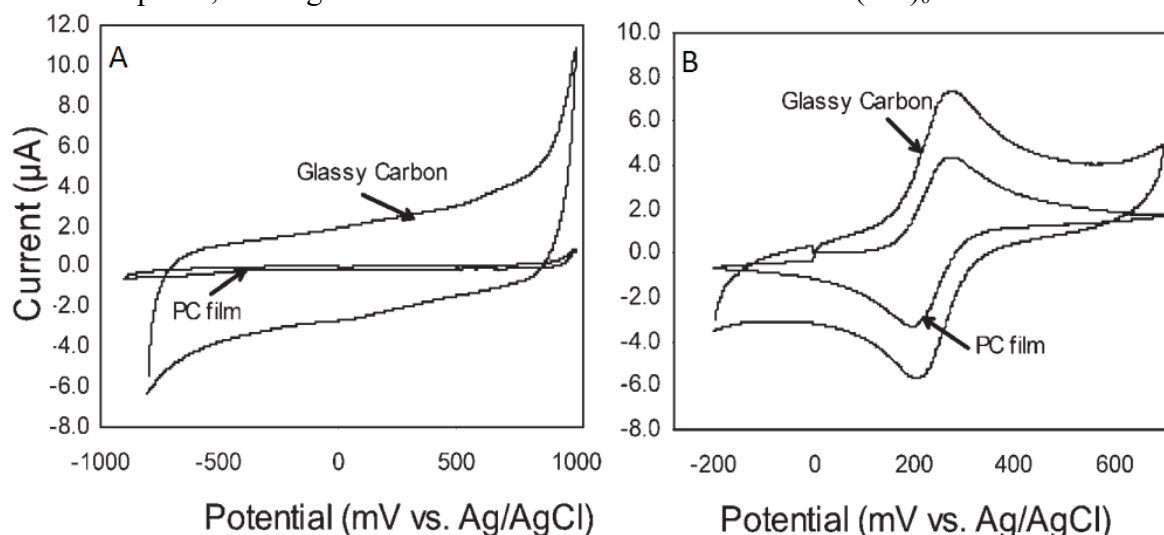 12.0
10.0
8.0
6.0
4.0
2.0
0.0
-2.0
-4.0
-6.0
-8.0
Current (µA)
A
Glassy Carbon
PC film
-1000 -500 0 500 1000
Potential (mV vs. Ag/AgCl)
10.0
8.0
6.0
4.0
2.0
0.0
-2.0
-4.0
-6.0
-8.0
B
Glassy Carbon
PC film
-200 0 200 400 600
Potential (mV vs. Ag/AgCl)